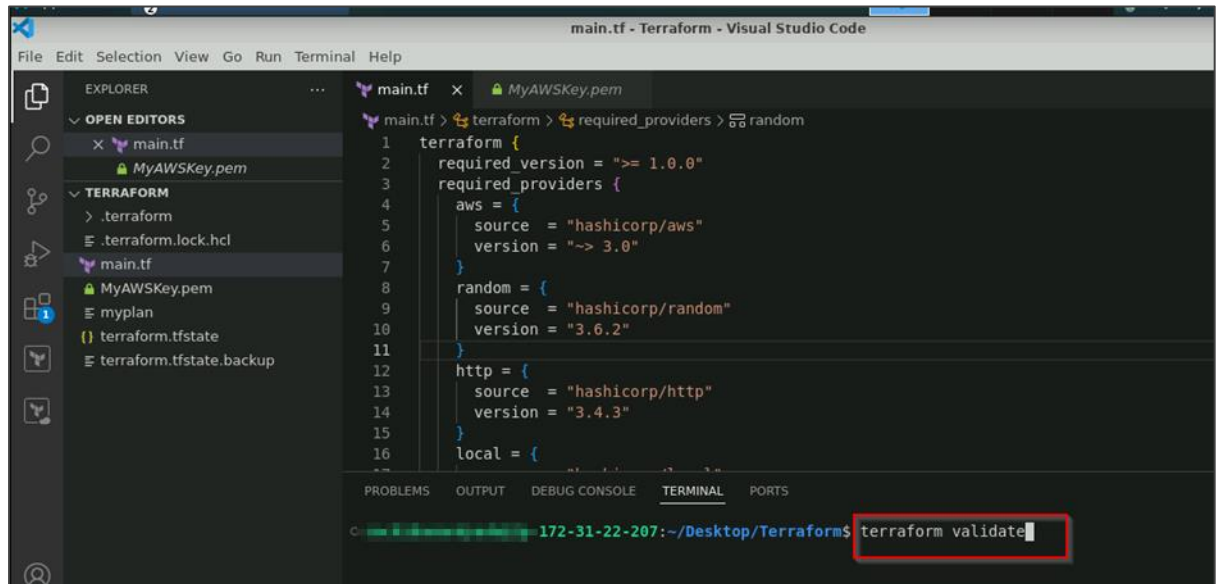 main.tf - Terraform - Visual Studio Code
File Edit Selection View Go Run Terminal Help
EXPLORER ...
OPEN EDITORS
main.tf
MyAWSKey.pem
TERRAFORM
.terraform
.terraform.lock.hcl
main.tf
MyAWSKey.pem
myplan
{} terraform.tfstate
terraform.tfstate.backup
1
main.tf MyAWSKey.pem
main.tf > terraform > required_providers > random
1 terraform {
2 required_version = ">= 1.0.0"
3 required_providers {
4 aws = {
5 source = "hashicorp/aws"
6 version = "~> 3.0"
7 }
8 random = {
9 source = "hashicorp/random"
10 version = "3.6.2"
11 }
12 http = {
13 source = "hashicorp/http"
14 version = "3.4.3"
15 }
16 local = {
PROBLEMS OUTPUT DEBUG CONSOLE TERMINAL PORTS
172-31-22-207:~/Desktop/Terraform$ terraform validate